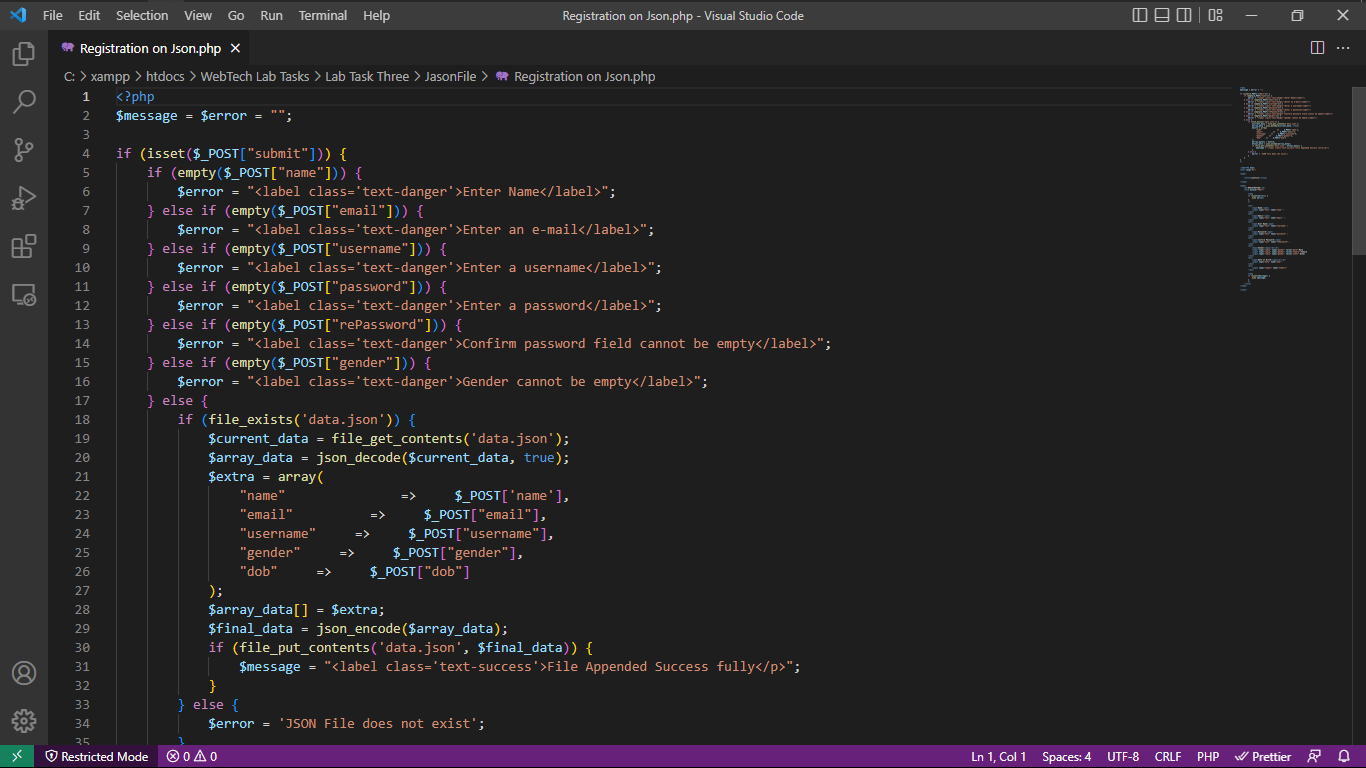 File Edit Selection View Go Run Terminal Help Registration on Json.php - Visual Studio Code
Registration on Json.php
C: > xampp > htdocs > WebTech Lab Tasks > Lab Task Three > JasonFile > Registration on Json.php
1 <?php
2 $message = $error = "";
3
4 if (isset($_POST["submit"])) {
5     if (empty($_POST["name"])) {
6         $error = "<label class='text-danger'>Enter Name</label>";
7     } else if (empty($_POST["email"])) {
8         $error = "<label class='text-danger'>Enter an e-mail</label>";
9     } else if (empty($_POST["username"])) {
10         $error = "<label class='text-danger'>Enter a username</label>";
11     } else if (empty($_POST["password"])) {
12         $error = "<label class='text-danger'>Enter a password</label>";
13     } else if (empty($_POST["rePassword"])) {
14         $error = "<label class='text-danger'>Confirm password field cannot be empty</label>";
15     } else if (empty($_POST["gender"])) {
16         $error = "<label class='text-danger'>Gender cannot be empty</label>";
17     } else {
18         if (file_exists('data.json')) {
19             $current_data = file_get_contents('data.json');
20             $array_data = json_decode($current_data, true);
21             $extra = array(
22                 "name"               =>     $_POST['name'],
23                 "email"          =>     $_POST["email"],
24                 "username"     =>     $_POST["username"],
25                 "gender"     =>     $_POST["gender"],
26                 "dob"     =>     $_POST["dob"]
27             );
28             $array_data[] = $extra;
29             $final_data = json_encode($array_data);
30             if (file_put_contents('data.json', $final_data)) {
31                 $message = "<label class='text-success'>File Appended Success fully</p>";
32             }
33         } else {
34             $error = 'JSON File does not exist';
35         }
Restricted Mode 0 0 Ln 1, Col 1 Spaces: 4 UTF-8 CRLF PHP Prettier